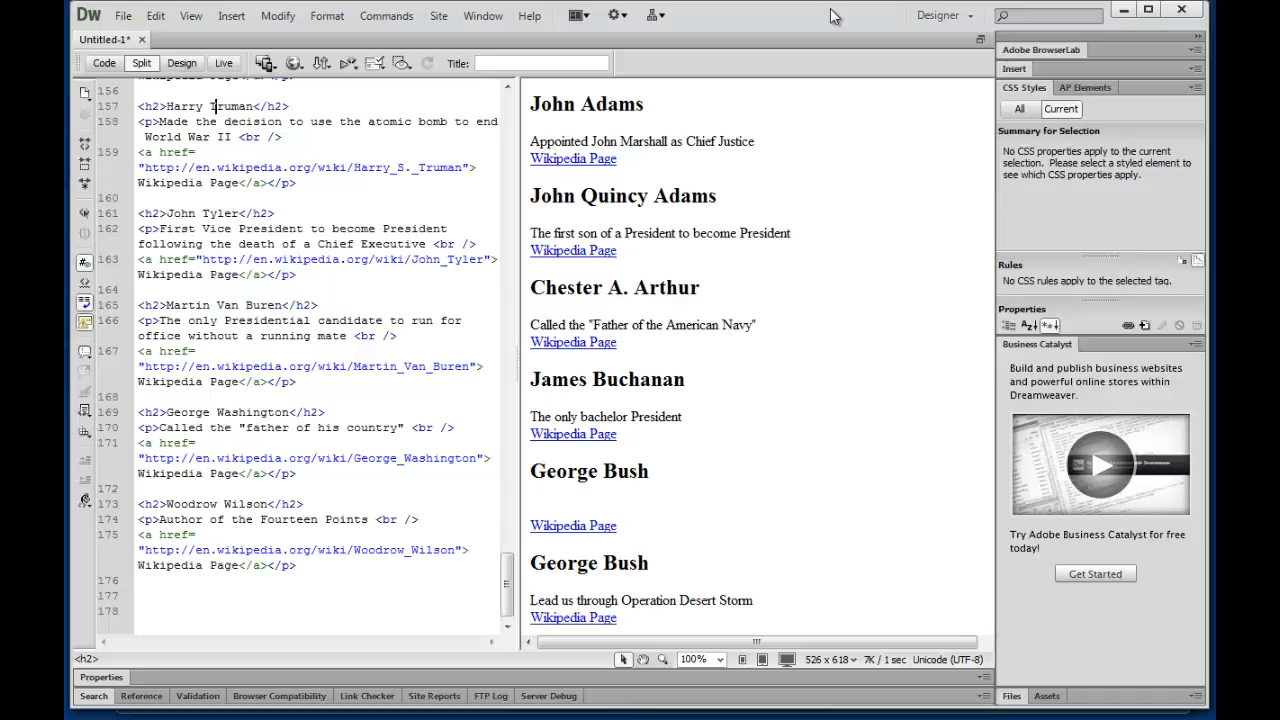 Dw File Edit View Insert Modify Format Commands Site Window Help Designer
Untitled-1*
Code Split Design Live Title:
156
157 <h2>Harry Truman</h2>
158 <p>Made the decision to use the atomic bomb to end
World War II <br />
159 <a href=
"http://en.wikipedia.org/wiki/Harry_S._Truman">
Wikipedia Page</a></p>
160
161 <h2>John Tyler</h2>
162 <p>First Vice President to become President
following the death of a Chief Executive <br />
163 <a href="http://en.wikipedia.org/wiki/John_Tyler">
Wikipedia Page</a></p>
164
165 <h2>Martin Van Buren</h2>
166 <p>The only Presidential candidate to run for
office without a running mate <br />
167 <a href=
"http://en.wikipedia.org/wiki/Martin_Van_Buren">
Wikipedia Page</a></p>
168
169 <h2>George Washington</h2>
170 <p>Called the "father of his country" <br />
171 <a href=
"http://en.wikipedia.org/wiki/George_Washington">
Wikipedia Page</a></p>
172
173 <h2>Woodrow Wilson</h2>
174 <p>Author of the Fourteen Points <br />
175 <a href=
"http://en.wikipedia.org/wiki/Woodrow_Wilson">
Wikipedia Page</a></p>
176
177
178
John Adams
Appointed John Marshall as Chief Justice
Wikipedia Page
John Quincy Adams
The first son of a President to become President
Wikipedia Page
Chester A. Arthur
Called the "Father of the American Navy"
Wikipedia Page
James Buchanan
The only bachelor President
Wikipedia Page
George Bush
Wikipedia Page
George Bush
Lead us through Operation Desert Storm
Wikipedia Page
Adobe BrowserLab
Insert
CSS Styles AP Elements
All Current
Summary for Selection
No CSS properties apply to the current
selection. Please select a styled element to
see which CSS properties apply.
Rules
No CSS rules apply to the selected tag.
Properties
Business Catalyst
Build and publish business websites
and powerful online stores within
Dreamweaver.
Try Adobe Business Catalyst for free
today!
Get Started
<h2> 100% 526 x 618 7K / 1 sec Unicode (UTF-8)
Properties
Search Reference Validation Browser Compatibility Link Checker Site Reports FTP Log Server Debug Files Assets